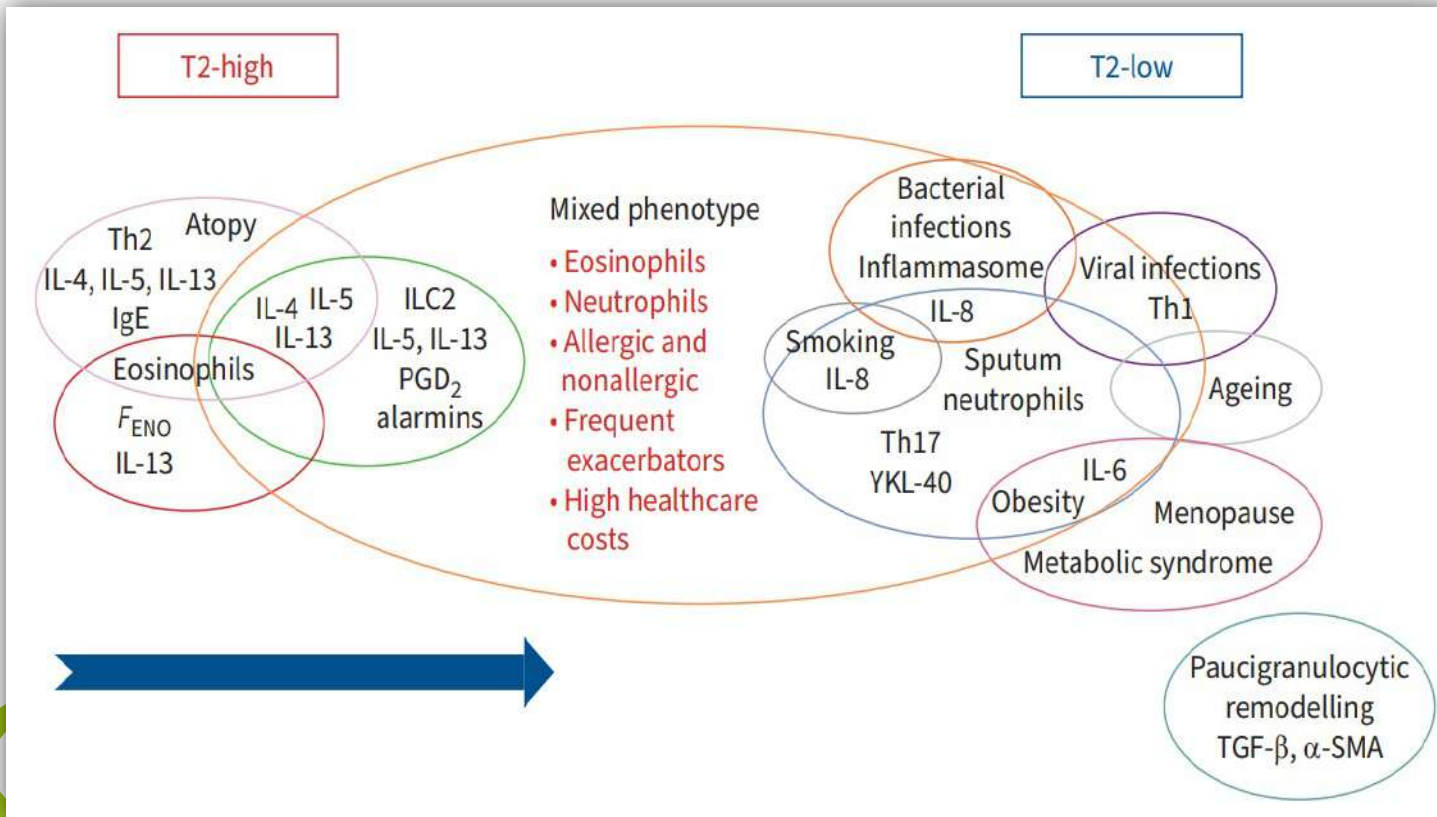 T2-high
T2-low
Atopy
Th2
IL-4, IL-5, IL-13
IgE
Eosinophils
F_ENO
IL-13
IL-4 IL-5
IL-13
ILC2
IL-5, IL-13
PGD₂
alarmins
Mixed phenotype
• Eosinophils
• Neutrophils
• Allergic and
nonallergic
• Frequent
exacerbators
• High healthcare
costs
Bacterial
infections
Inflammasome
IL-8
Viral infections
Th1
Smoking
IL-8
Sputum
neutrophils
Th17
YKL-40
Ageing
IL-6
Obesity
Menopause
Metabolic syndrome
Paucigranulocytic
remodelling
TGF-β, α-SMA